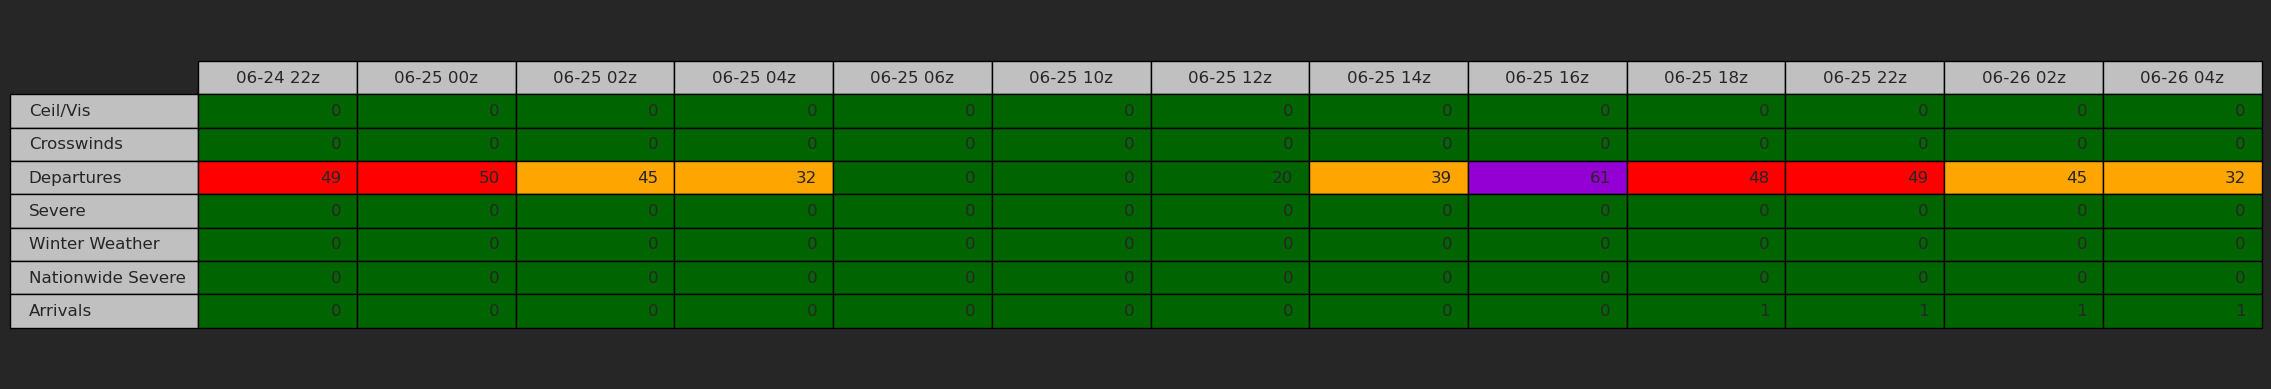 06-24 22z 06-25 00z 06-25 02z 06-25 04z 06-25 06z 06-25 10z 06-25 12z 06-25 14z 06-25 16z 06-25 18z 06-25 22z 06-26 02z 06-26 04z
Ceil/Vis 0 0 0 0 0 0 0 0 0 0 0 0 0
Crosswinds 0 0 0 0 0 0 0 0 0 0 0 0 0
Departures 49 50 45 32 0 0 20 39 61 48 49 45 32
Severe 0 0 0 0 0 0 0 0 0 0 0 0 0
Winter Weather 0 0 0 0 0 0 0 0 0 0 0 0 0
Nationwide Severe 0 0 0 0 0 0 0 0 0 0 0 0 0
Arrivals 0 0 0 0 0 0 0 0 0 1 1 1 1